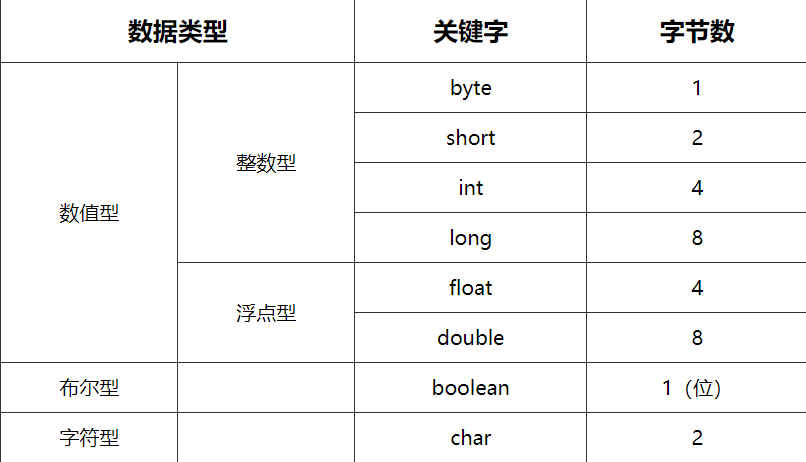 数据类型 关键字 字节数
数值型 整数型 byte 1
short 2
int 4
long 8
浮点型 float 4
double 8
布尔型 boolean 1（位）
字符型 char 2